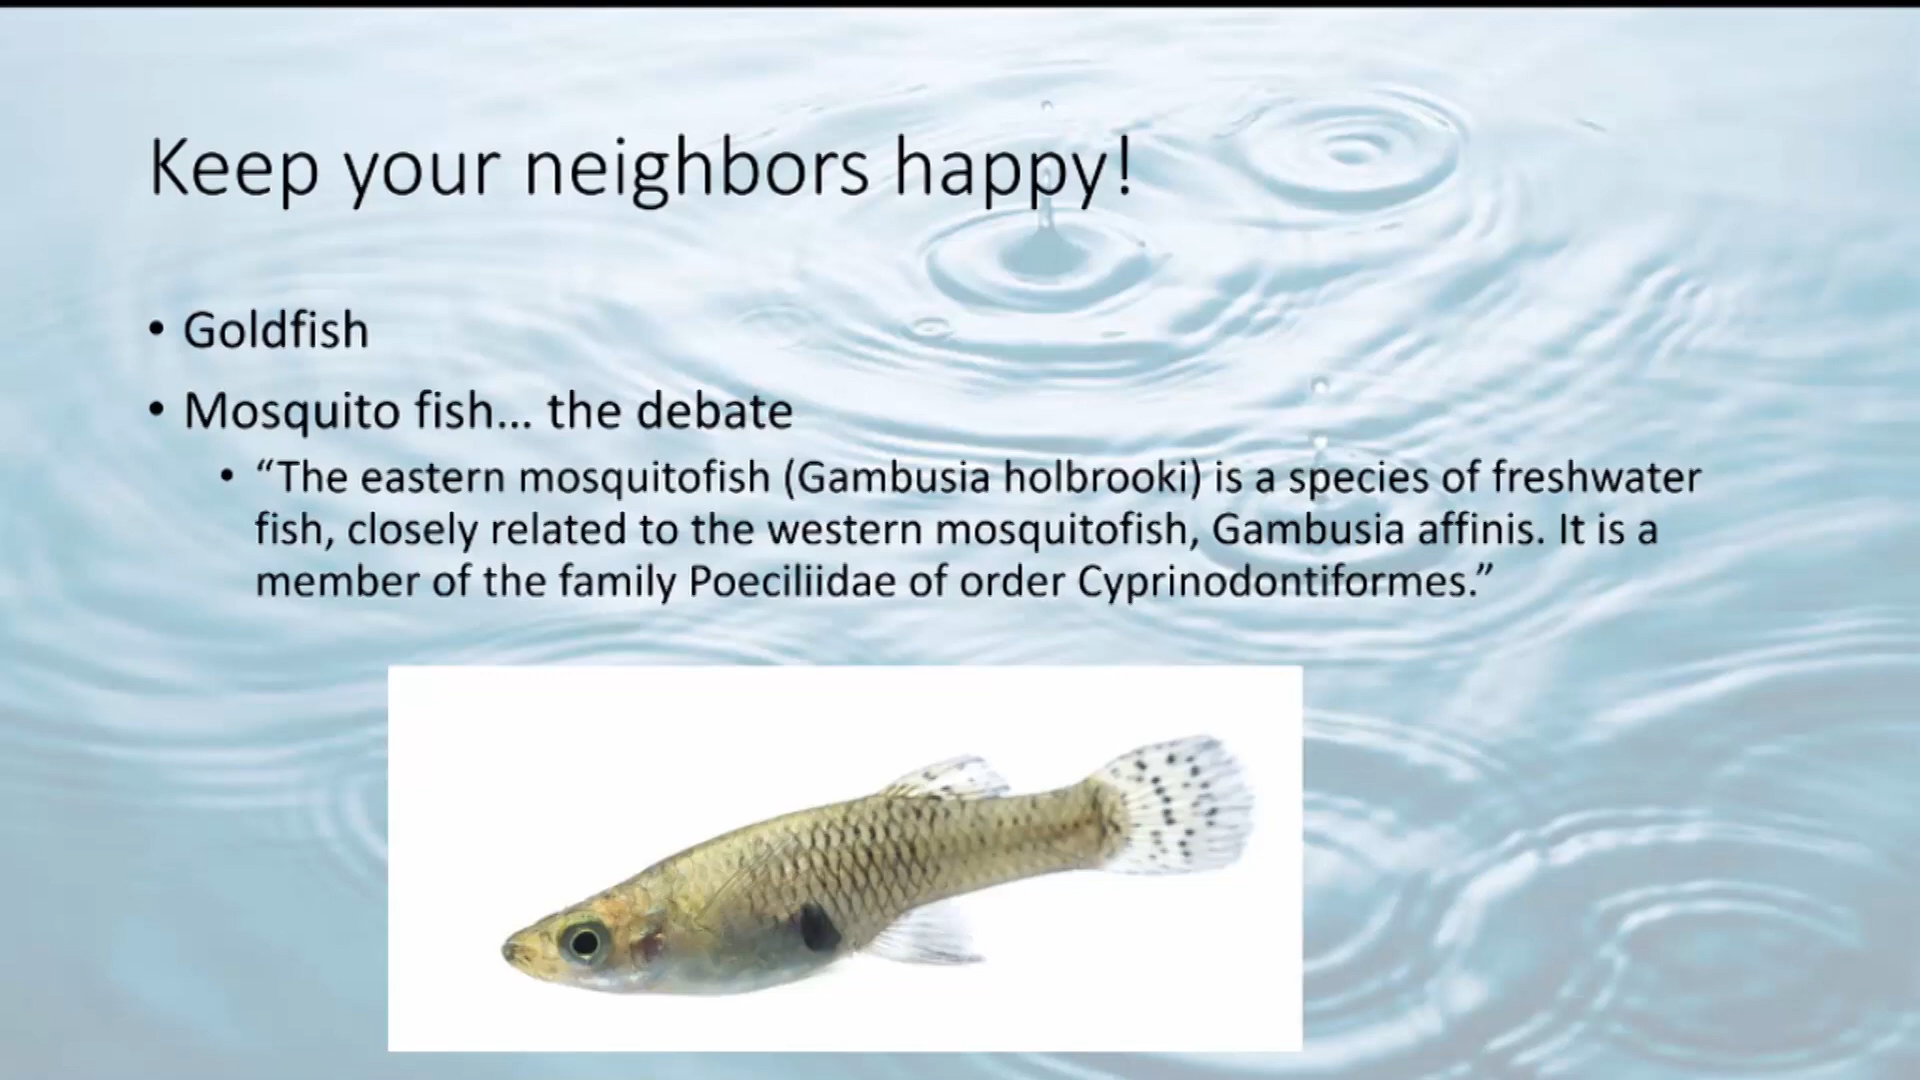 Keep your neighbors happy!
• Goldfish
• Mosquito fish... the debate
• “The eastern mosquitofish (Gambusia holbrooki) is a species of freshwater
fish, closely related to the western mosquitofish, Gambusia affinis. It is a
member of the family Poeciliidae of order Cyprinodontiformes.”